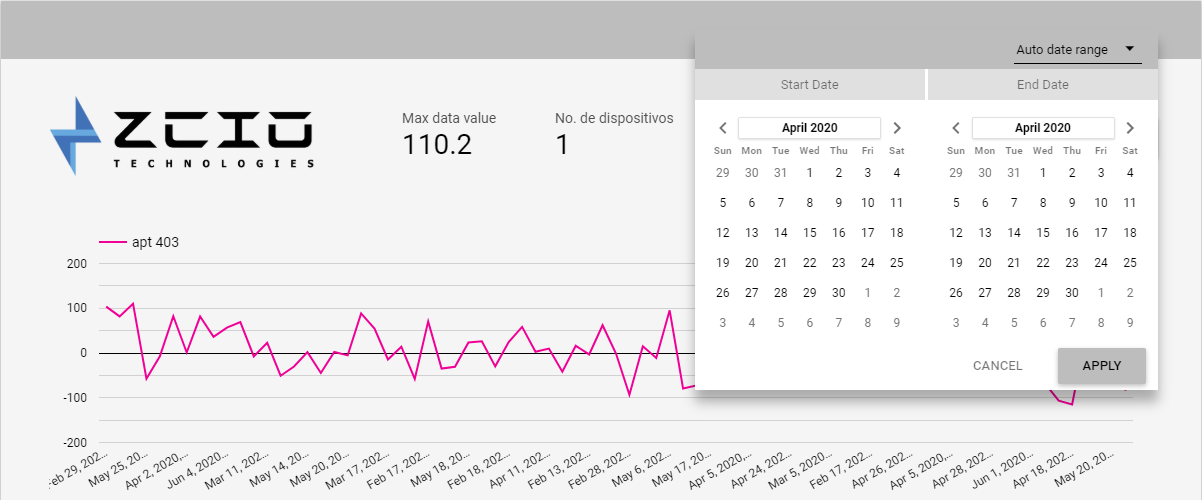 Auto date range
Start Date End Date
ZCIO
TECHNOLOGIES
Max data value No. de dispositivos
110.2 1
April 2020 April 2020
Sun Mon Tue Wed Thu Fri Sat Sun Mon Tue Wed Thu Fri Sat
29 30 31 1 2 3 4 29 30 31 1 2 3 4
5 6 7 8 9 10 11 5 6 7 8 9 10 11
12 13 14 15 16 17 18 12 13 14 15 16 17 18
19 20 21 22 23 24 25 19 20 21 22 23 24 25
26 27 28 29 30 1 2 26 27 28 29 30 1 2
3 4 5 6 7 8 9 3 4 5 6 7 8 9
CANCEL APPLY
apt 403
200
100
0
-100
-200
Feb 29, 202...
May 25, 20...
Apr 2, 2020,...
Jun 4, 2020...
Mar 11, 202...
May 14, 20...
May 20, 20...
Mar 17, 202...
Feb 17, 202...
May 18, 20...
Feb 18, 202...
Apr 11, 202...
Feb 13, 202...
Feb 28, 202...
May 6, 202...
May 17, 20...
Apr 5, 2020,...
Apr 24, 202...
Mar 5, 2020...
Feb 17, 202...
Apr 26, 202...
Apr 5, 2020,...
Apr 28, 202...
Jun 1, 2020...
Apr 18, 202...
May 20, 20...